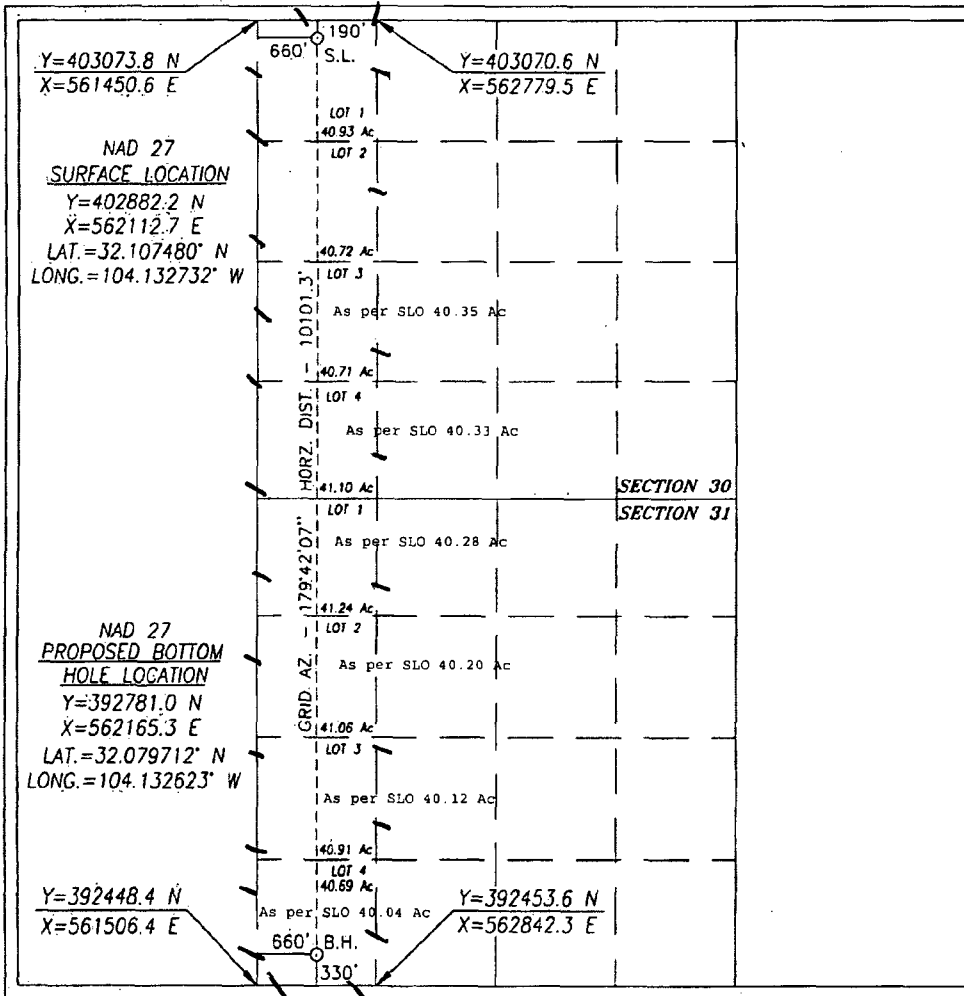 190'
660'
S.L.
Y=403073.8 N
X=561450.6 E
Y=403070.6 N
X=562779.5 E
LOT 1
40.93 Ac
LOT 2
NAD 27
SURFACE LOCATION
Y=402882.2 N
X=562112.7 E
LAT.=32.107480° N
LONG.=104.132732° W
40.72 Ac
LOT 3
As per SLO 40.35 Ac
40.71 Ac
LOT 4
As per SLO 40.33 Ac
41.10 Ac
SECTION 30
LOT 1
SECTION 31
As per SLO 40.28 Ac
41.24 Ac
LOT 2
GRID AZ. - 179°42'07" HORZ. DIST. - 10101.3'
As per SLO 40.20 Ac
NAD 27
PROPOSED BOTTOM
HOLE LOCATION
Y=392781.0 N
X=562165.3 E
LAT.=32.079712° N
LONG.=104.132623° W
41.06 Ac
LOT 3
As per SLO 40.12 Ac
40.91 Ac
LOT 4
40.69 Ac
As per SLO 40.04 Ac
Y=392448.4 N
X=561506.4 E
Y=392453.6 N
X=562842.3 E
660'
B.H.
330'